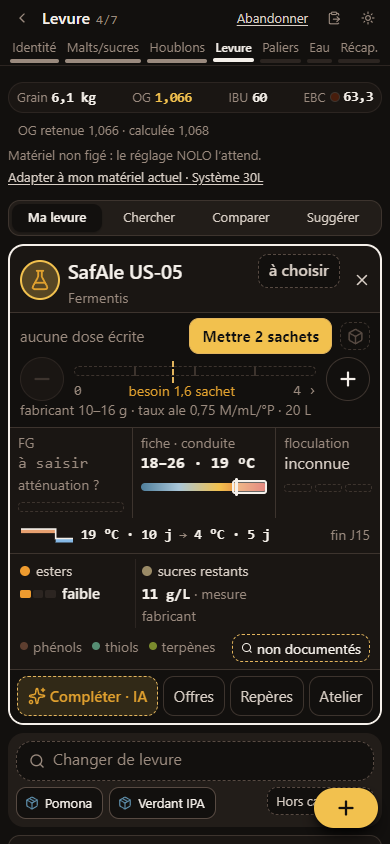 Levure 4/7
Abandonner
Identité Malts/sucres Houblons Levure Paliers Eau Récap.
Grain 6,1 kg OG 1,066 IBU 60 EBC 63,3
OG retenue 1,066 · calculée 1,068
Matériel non figé : le réglage NOLO l'attend.
Adapter à mon matériel actuel · Système 30L
Ma levure Chercher Comparer Suggérer
SafAle US-05
à choisir
Fermentis
aucune dose écrite
Mettre 2 sachets
0 besoin 1,6 sachet 4 ›
fabricant 10–16 g · taux ale 0,75 M/mL/°P · 20 L
FG
à saisir
atténuation ?
fiche · conduite
18–26 · 19 °C
floculation
inconnue
19 °C · 10 j → 4 °C · 5 j fin J15
esters
faible
sucres restants
11 g/L · mesure
fabricant
phénols thiols terpènes non documentés
Compléter · IA Offres Repères Atelier
Changer de levure
Pomona Verdant IPA Hors